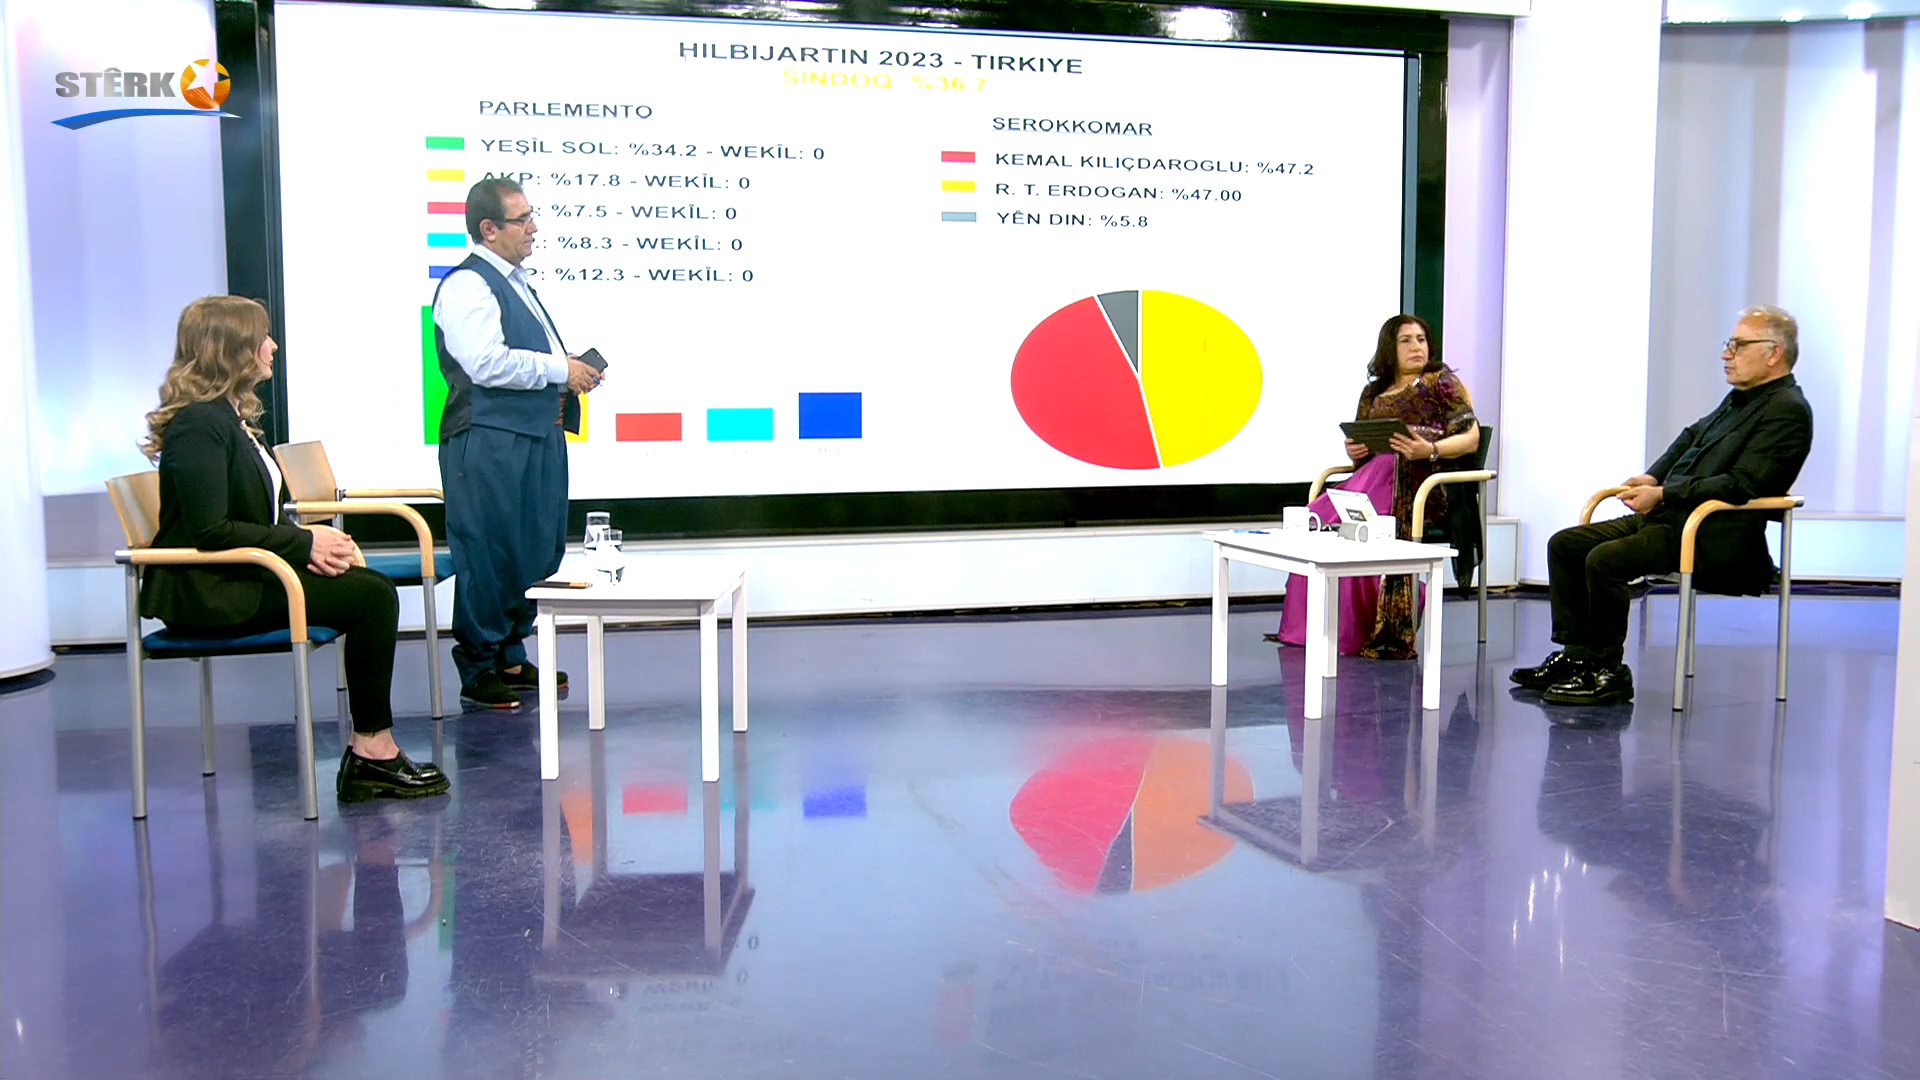 STÊRK
HILBIJARTIN 2023 - TIRKIYE
SINDOQ: %36.7
PARLEMENTO
YEŞÎL SOL: %34.2 - WEKÎL: 0
AKP: %17.8 - WEKÎL: 0
%7.5 - WEKÎL: 0
%8.3 - WEKÎL: 0
%12.3 - WEKÎL: 0
SEROKKOMAR
KEMAL KILIÇDAROGLU: %47.2
R. T. ERDOGAN: %47.00
YÊN DIN: %5.8